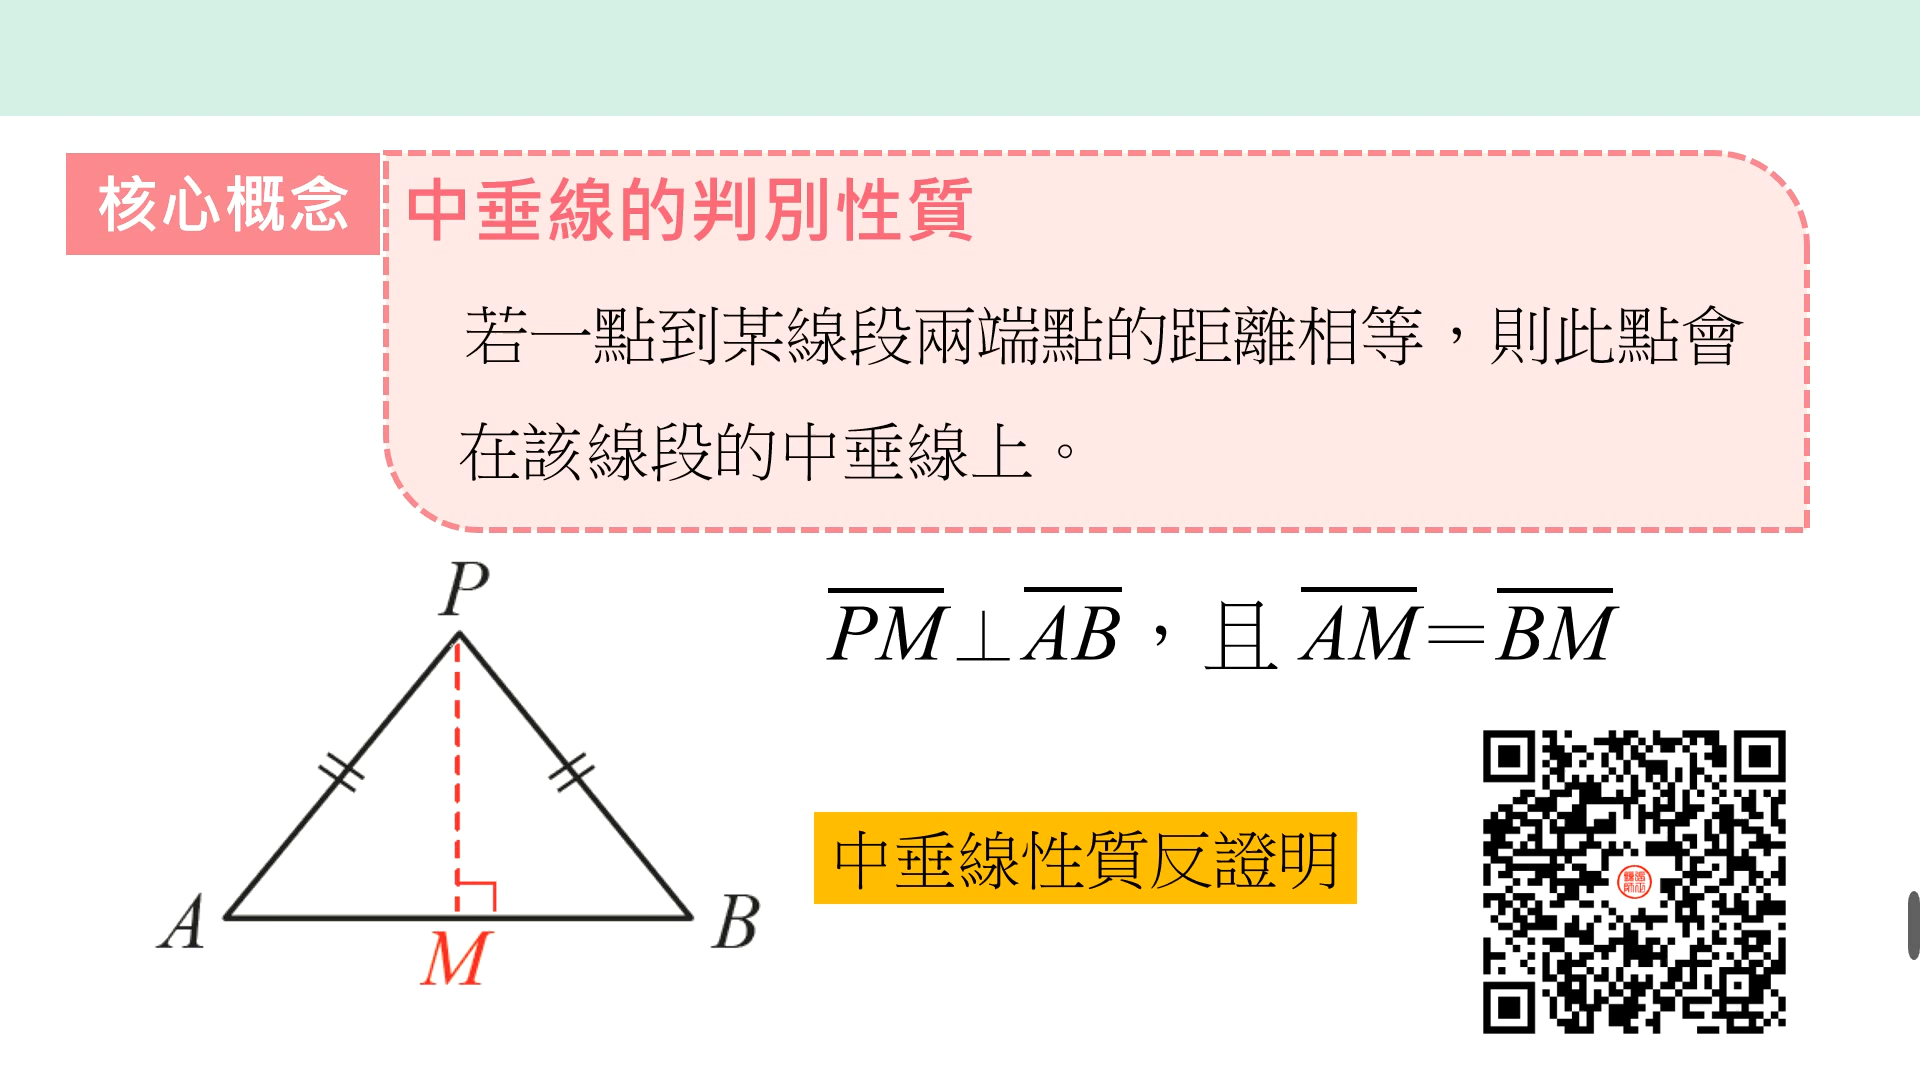 核心概念
中垂線的判別性質
若一點到某線段兩端點的距離相等，則此點會
在該線段的中垂線上。
P
A
B
M
PM⊥AB，且 AM=BM
中垂線性質反證明